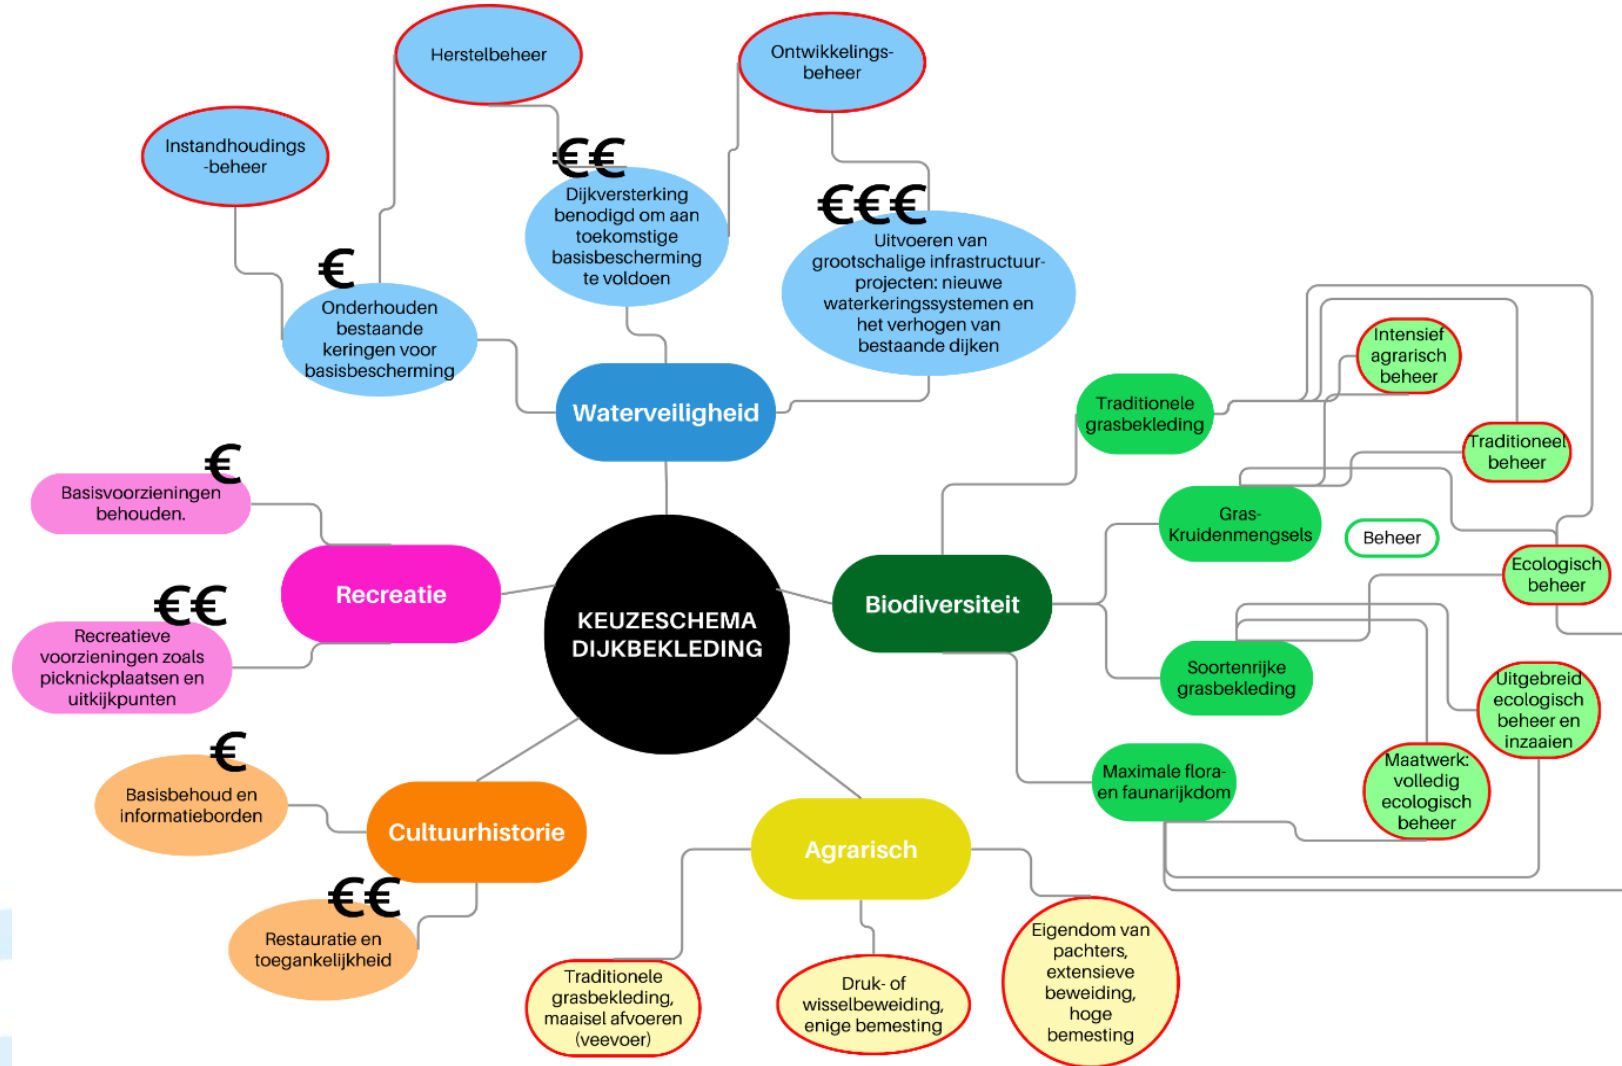 Herstelbeheer
Ontwikkelings-
beheer
Instandhoudings
-beheer
€€
Dijkversterking
benodigd om aan
toekomstige
basisbescherming
te voldoen
€€€
Uitvoeren van
grootschalige infrastructuur-
projecten: nieuwe
waterkeringssystemen en
het verhogen van
bestaande dijken
€
Onderhouden
bestaande
keringen voor
basisbescherming
Waterveiligheid
€
Basisvoorzieningen
behouden.
€€
Recreatieve
voorzieningen zoals
picknickplaatsen en
uitkijkpunten
Recreatie
KEUZESCHEMA
DIJKBEKLEDING
Biodiversiteit
Traditionele
grasbekleding
Gras-
Kruidenmengsels
Soortenrijke
grasbekleding
Maximale flora-
en faunarijkdom
Intensief
agrarisch
beheer
Traditioneel
beheer
Beheer
Ecologisch
beheer
Uitgebreid
ecologisch
beheer en
inzaaien
Maatwerk:
volledig
ecologisch
beheer
€
Basisbehoud en
informatieborden
Cultuurhistorie
€€
Restauratie en
toegankelijkheid
Agrarisch
Traditionele
grasbekleding,
maaisel afvoeren
(veevoer)
Druk- of
wisselbeweiding,
enige bemesting
Eigendom van
pachters,
extensieve
beweiding,
hoge
bemesting